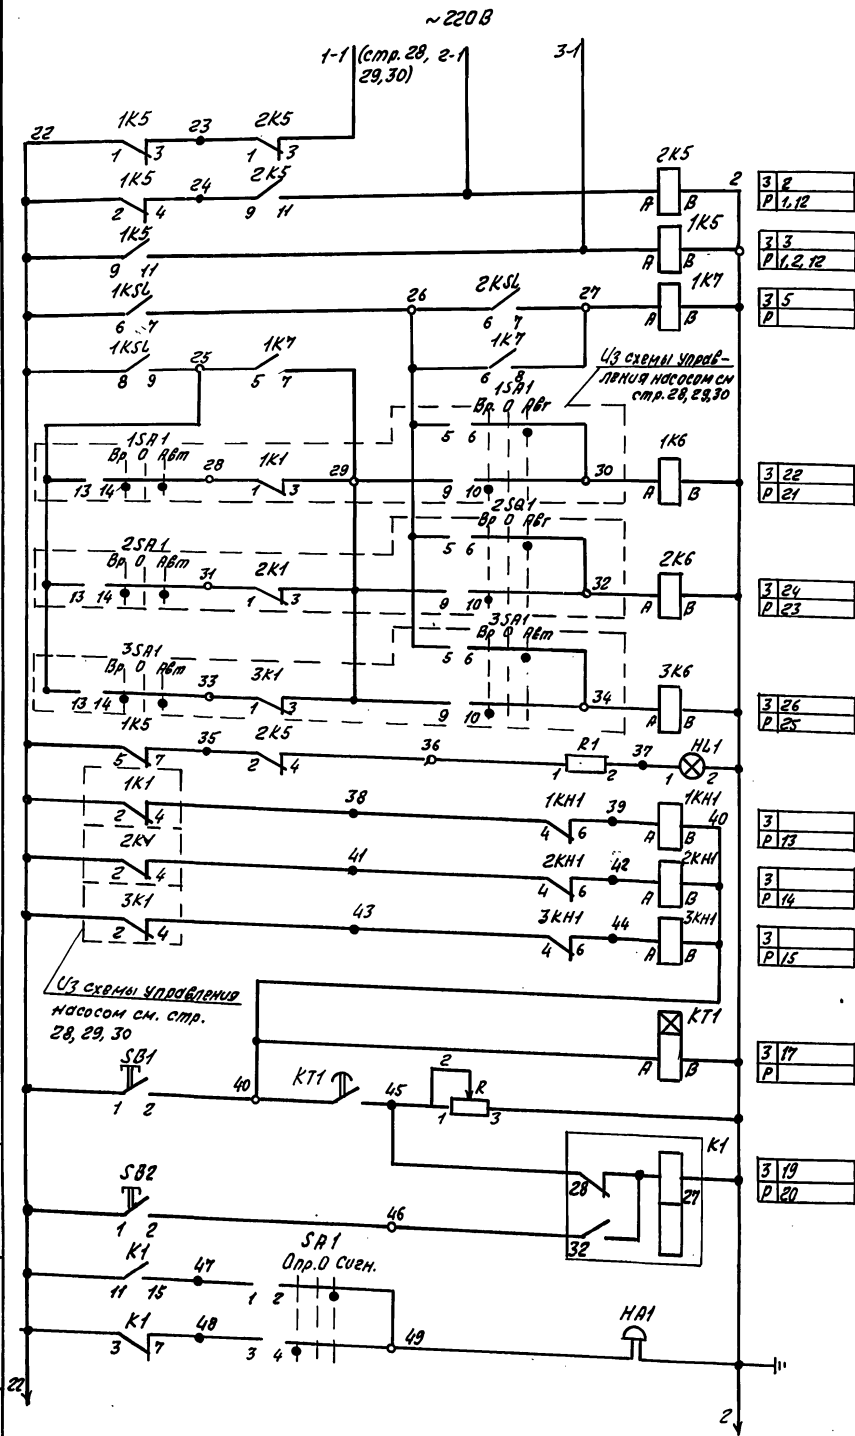 ~220В
1-1 (стр. 28, 2-1
29,30)
3-1
22 1К5 23 2К5
1 3 1 3
2К5 2
1К5 24 2К5
2 4 9 11 А В
3 2
Р 1,12
1К5 1К5
9 11 А В
3 3
Р 1,2,12
1KSL 26 2KSL 27 1К7
6 7 6 7 А В
3 5
Р
1KSL 25 1К7 1К7
8 9 5 7 6 8
Из схемы управ-
ления насосом см
стр. 28,29,30
1SA1
Вр О Авт
5 6
1SA1
Вр О Авт 28 1К1 29 30 1К6
13 14 1 3 9 10 А В
3 22
Р 21
2SQ1
Вр О Авт
5 6
2SA1
Вр О Авт 31 2К1 32 2К6
13 14 1 3 9 10 А В
3 24
Р 23
3SA1
Вр О Авт
5 6
3SA1
Вр О Авт 33 3К1 34 3К6
13 14 1 3 9 10 А В
3 26
Р 25
1К5 35 2К5 36 R1 37 HL1
5 7 2 4 1 2 1 2
1К1 38 1КН1 39 1КН1 40
2 4 4 6 А В
3
Р 13
2КV 41 2КН1 42 2КН1
2 4 4 6 А В
3
Р 14
3К1 43 3КН1 44 3КН1
2 4 4 6 А В
3
Р 15
Из схемы управления
насосом см. стр.
28, 29, 30
КТ1
А В
3 17
Р
SB1 40 КТ1 45 2 R
1 2 1 3
К1
28 27
3 19
Р 20
SB2 46
1 2 32
К1 47 SA1
Опр. О Сигн.
11 15 1 2
К1 48 49 НА1
3 7 3 4
22
2